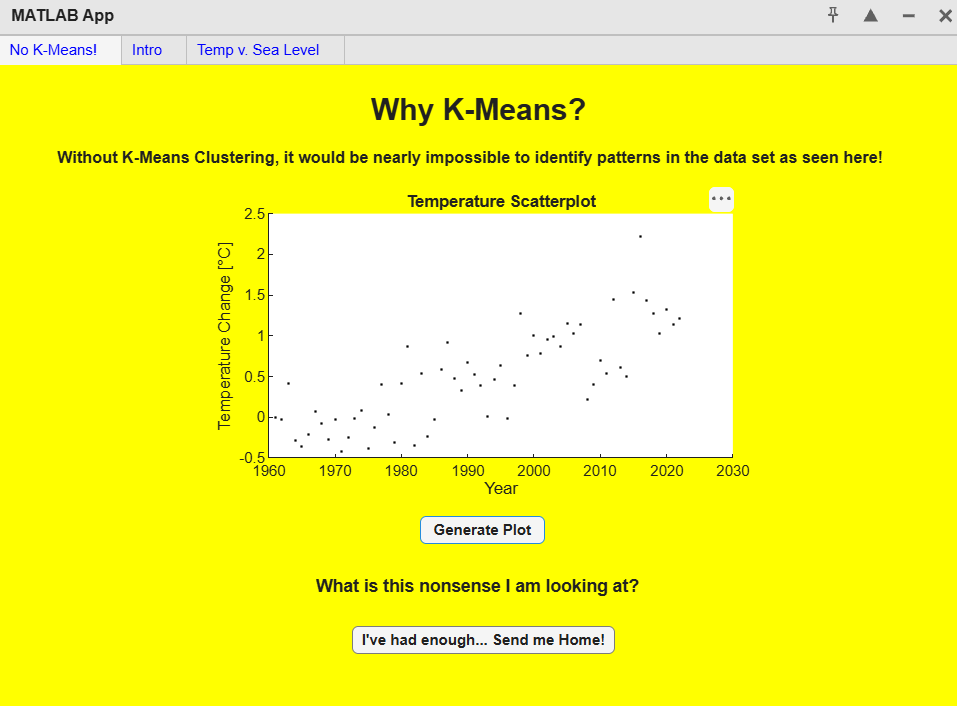 MATLAB App
No K-Means!
Intro
Temp v. Sea Level
Why K-Means?
Without K-Means Clustering, it would be nearly impossible to identify patterns in the data set as seen here!
Temperature Scatterplot
Temperature Change [°C]
2.5
2
1.5
1
0.5
0
-0.5
1960 1970 1980 1990 2000 2010 2020 2030
Year
Generate Plot
What is this nonsense I am looking at?
I've had enough... Send me Home!